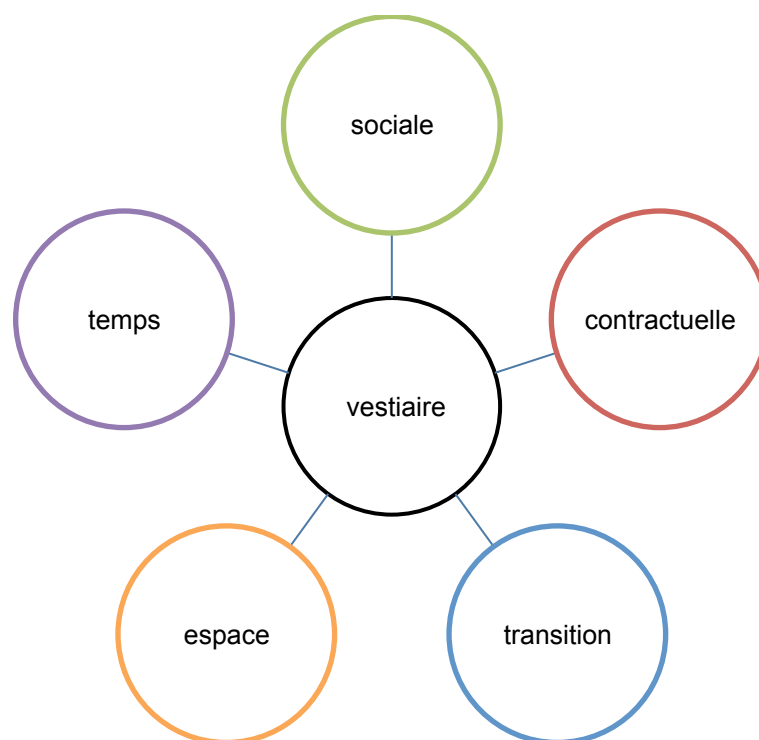 sociale
temps
contractuelle
vestiaire
espace
transition